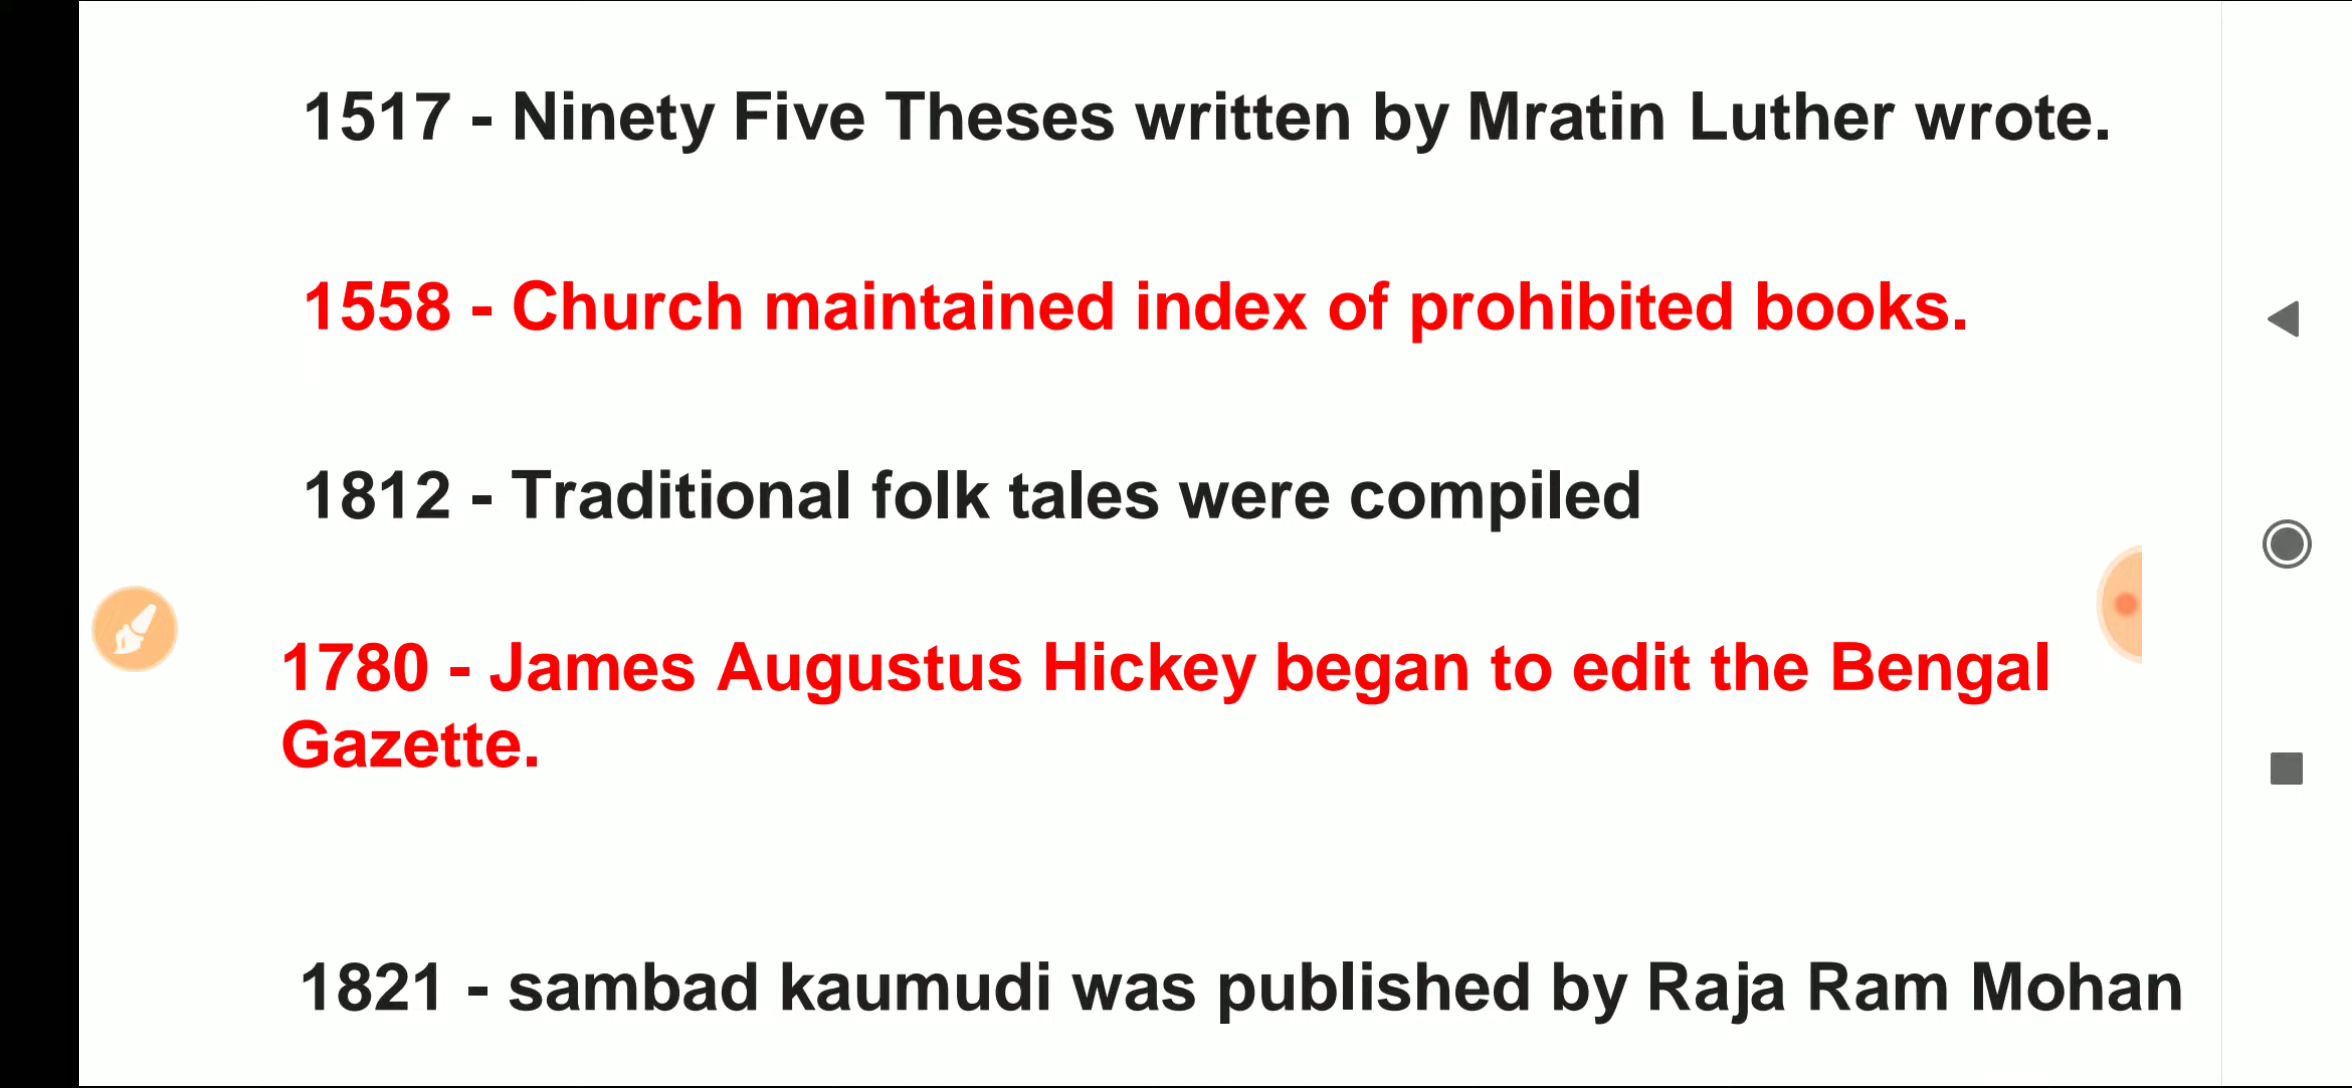 1517 - Ninety Five Theses written by Mratin Luther wrote.
1558 - Church maintained index of prohibited books.
1812 - Traditional folk tales were compiled
1780 - James Augustus Hickey began to edit the Bengal
Gazette.
1821 - sambad kaumudi was published by Raja Ram Mohan